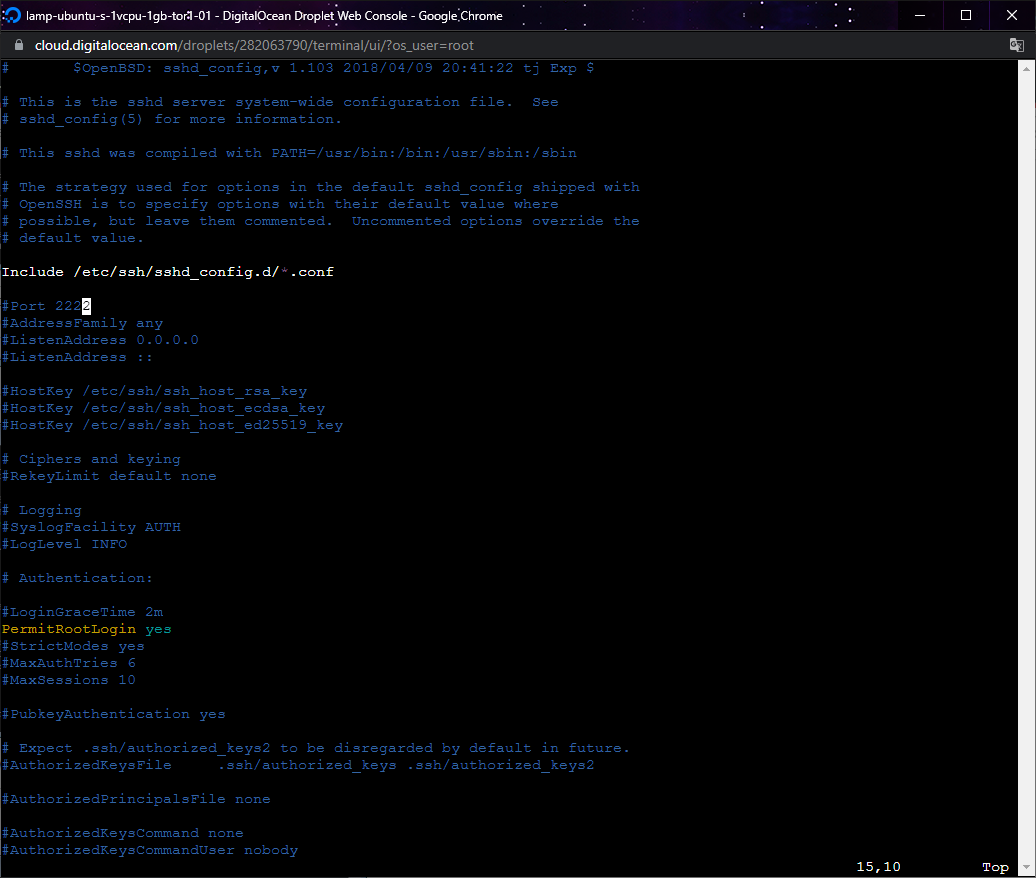 lamp-ubuntu-s-1vcpu-1gb-tor1-01 - DigitalOcean Droplet Web Console - Google Chrome
cloud.digitalocean.com/droplets/282063790/terminal/ui/?os_user=root
#       $OpenBSD: sshd_config,v 1.103 2018/04/09 20:41:22 tj Exp $
# This is the sshd server system-wide configuration file.  See
# sshd_config(5) for more information.
# This sshd was compiled with PATH=/usr/bin:/bin:/usr/sbin:/sbin
# The strategy used for options in the default sshd_config shipped with
# OpenSSH is to specify options with their default value where
# possible, but leave them commented.  Uncommented options override the
# default value.
Include /etc/ssh/sshd_config.d/*.conf
#Port 2222
#AddressFamily any
#ListenAddress 0.0.0.0
#ListenAddress ::
#HostKey /etc/ssh/ssh_host_rsa_key
#HostKey /etc/ssh/ssh_host_ecdsa_key
#HostKey /etc/ssh/ssh_host_ed25519_key
# Ciphers and keying
#RekeyLimit default none
# Logging
#SyslogFacility AUTH
#LogLevel INFO
# Authentication:
#LoginGraceTime 2m
PermitRootLogin yes
#StrictModes yes
#MaxAuthTries 6
#MaxSessions 10
#PubkeyAuthentication yes
# Expect .ssh/authorized_keys2 to be disregarded by default in future.
#AuthorizedKeysFile     .ssh/authorized_keys .ssh/authorized_keys2
#AuthorizedPrincipalsFile none
#AuthorizedKeysCommand none
#AuthorizedKeysCommandUser nobody
15,10         Top